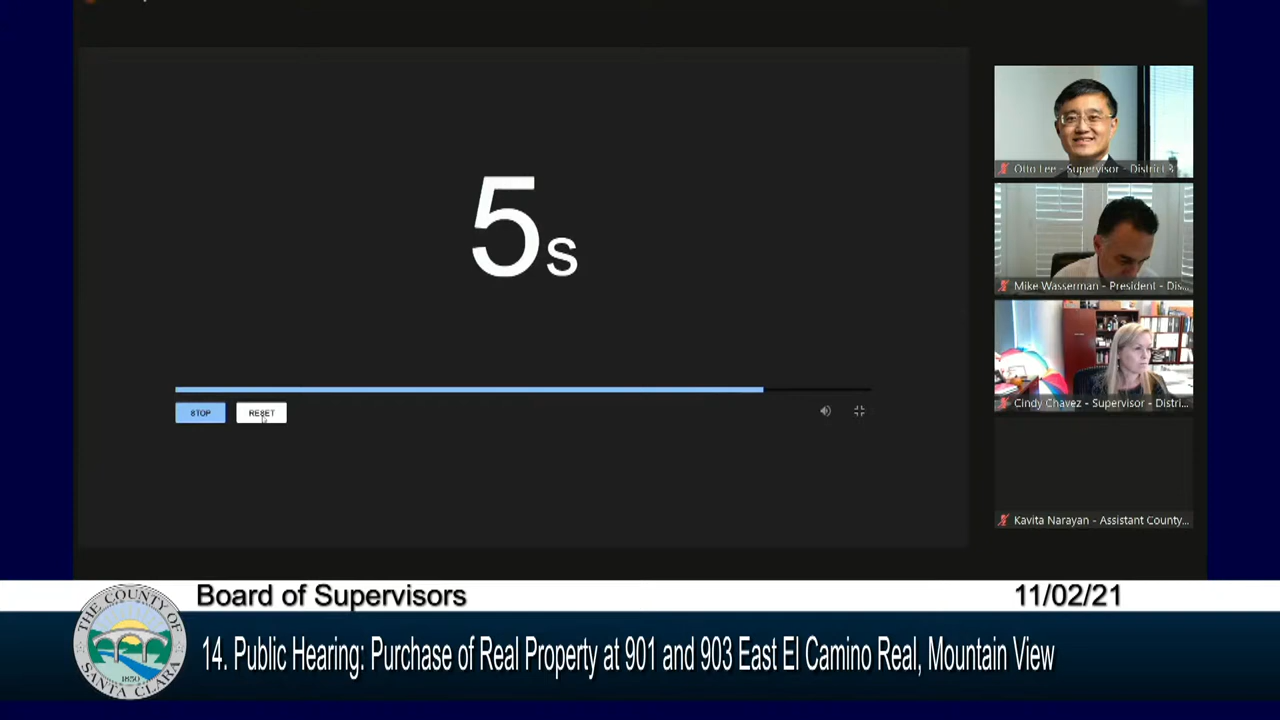 5s
STOP
RESET
Otto Lee - Supervisor - District 3
Mike Wasserman - President - Dis...
Cindy Chavez - Supervisor - Distri...
Kavita Narayan - Assistant County...
Board of Supervisors
11/02/21
THE COUNTY OF
SANTA CLARA
1850
14. Public Hearing: Purchase of Real Property at 901 and 903 East El Camino Real, Mountain View